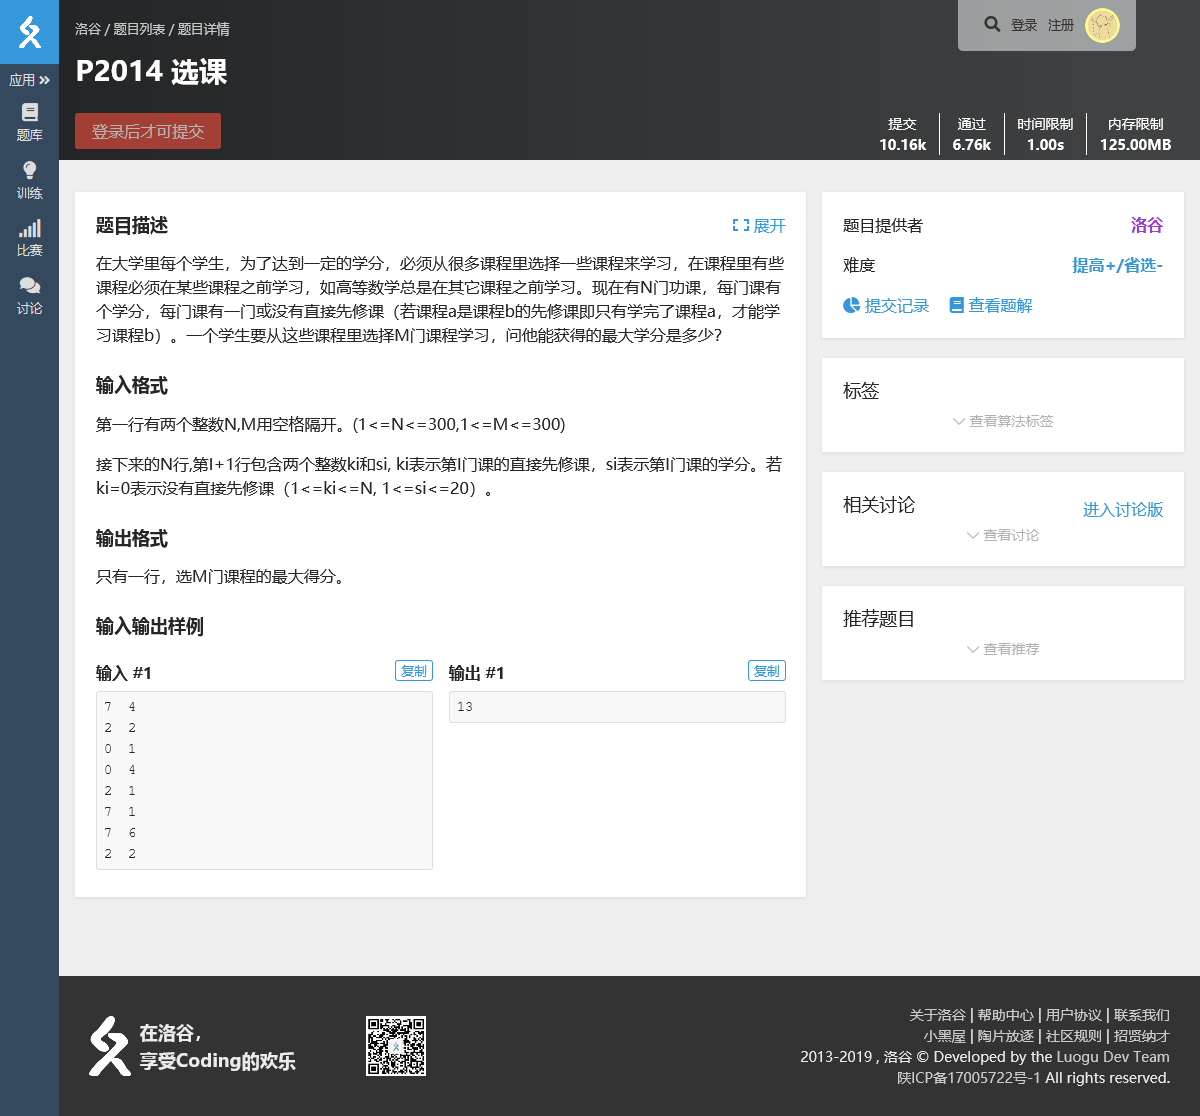 洛谷 / 题目列表 / 题目详情
登录 注册
P2014 选课
登录后才可提交
提交 通过 时间限制 内存限制
10.16k 6.76k 1.00s 125.00MB
应用
题库
训练
比赛
讨论
题目描述
展开
在大学里每个学生，为了达到一定的学分，必须从很多课程里选择一些课程来学习，在课程里有些
课程必须在某些课程之前学习，如高等数学总是在其它课程之前学习。现在有N门功课，每门课有
个学分，每门课有一门或没有直接先修课（若课程a是课程b的先修课即只有学完了课程a，才能学
习课程b）。一个学生要从这些课程里选择M门课程学习，问他能获得的最大学分是多少？
输入格式
第一行有两个整数N,M用空格隔开。(1<=N<=300,1<=M<=300)
接下来的N行,第I+1行包含两个整数ki和si, ki表示第I门课的直接先修课，si表示第I门课的学分。若
ki=0表示没有直接先修课（1<=ki<=N, 1<=si<=20）。
输出格式
只有一行，选M门课程的最大得分。
输入输出样例
输入 #1
复制
7 4
2 2
0 1
0 4
2 1
7 1
7 6
2 2
输出 #1
复制
13
题目提供者
洛谷
难度
提高+/省选-
提交记录 查看题解
标签
查看算法标签
相关讨论
进入讨论版
查看讨论
推荐题目
查看推荐
在洛谷，
享受Coding的欢乐
关于洛谷 | 帮助中心 | 用户协议 | 联系我们
小黑屋 | 陶片放逐 | 社区规则 | 招贤纳才
2013-2019 , 洛谷 © Developed by the Luogu Dev Team
陕ICP备17005722号-1 All rights reserved.